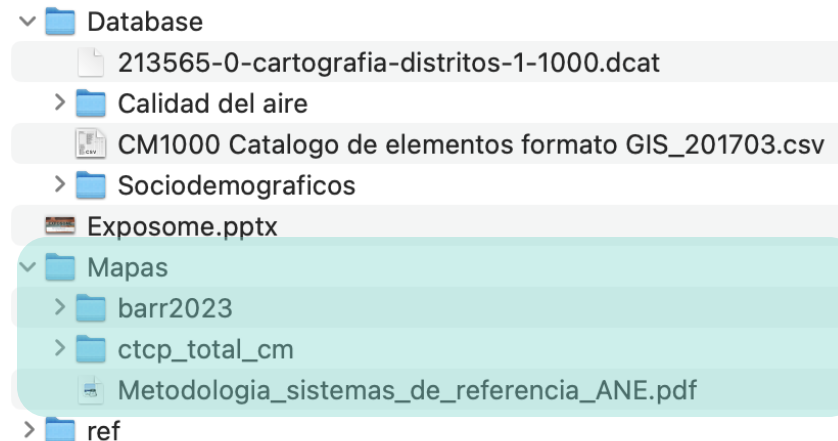 Database
213565-0-cartografia-distritos-1-1000.dcat
Calidad del aire
CM1000 Catalogo de elementos formato GIS_201703.csv
Sociodemograficos
Exposome.pptx
Mapas
barr2023
ctcp_total_cm
Metodologia_sistemas_de_referencia_ANE.pdf
ref